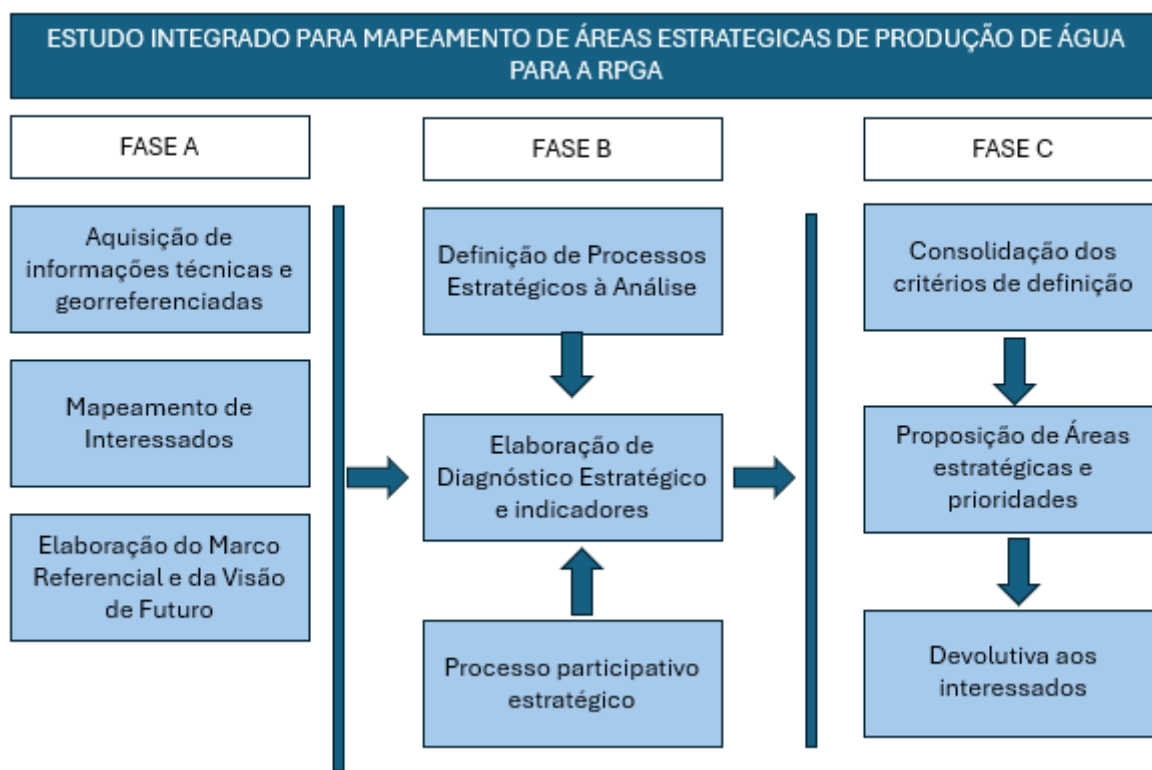 ESTUDO INTEGRADO PARA MAPEAMENTO DE ÁREAS ESTRATEGICAS DE PRODUÇÃO DE ÁGUA
PARA A RPGA
FASE A
Aquisição de
informações técnicas e
georreferenciadas
Mapeamento de
Interessados
Elaboração do Marco
Referencial e da Visão
de Futuro
FASE B
Definição de Processos
Estratégicos à Análise
Elaboração de
Diagnóstico Estratégico
e indicadores
Processo participativo
estratégico
FASE C
Consolidação dos
critérios de definição
Proposição de Áreas
estratégicas e
prioridades
Devolutiva aos
interessados